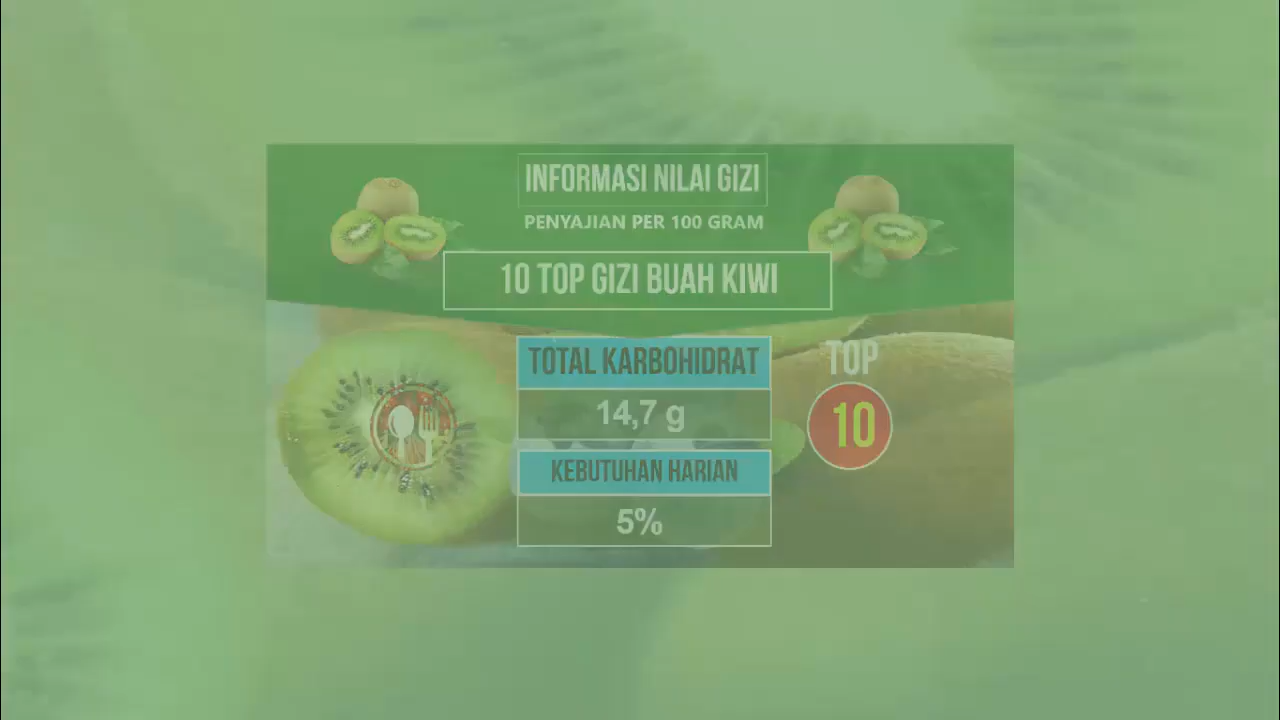 INFORMASI NILAI GIZI
PENYAJIAN PER 100 GRAM
10 TOP GIZI BUAH KIWI
TOTAL KARBOHIDRAT
TOP
14,7 g
10
KEBUTUHAN HARIAN
5%